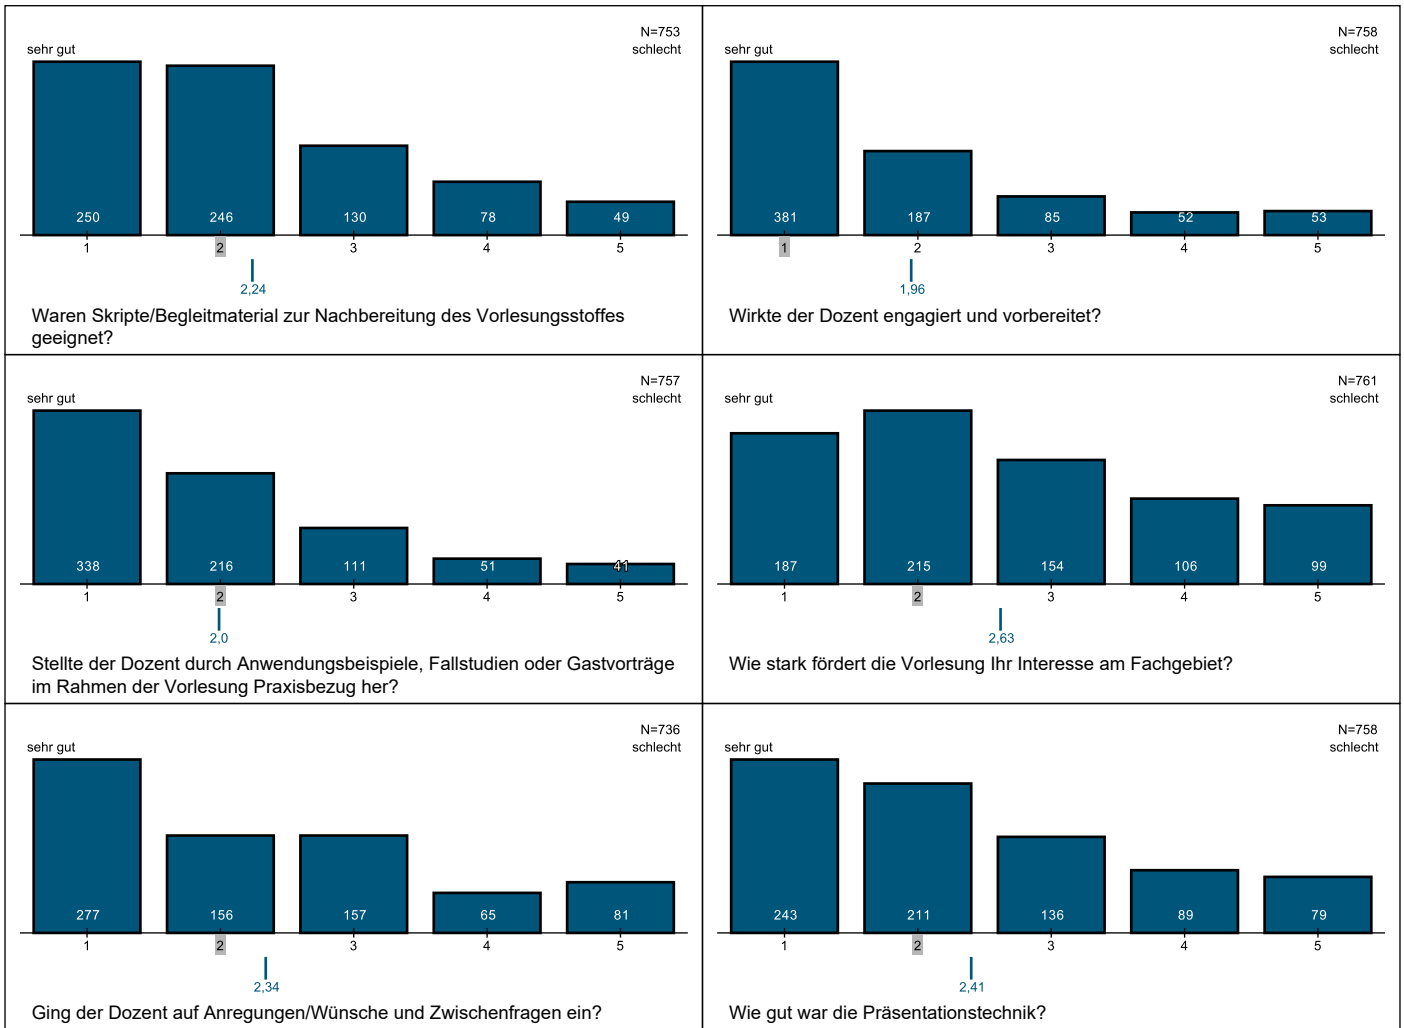 N=753
sehr gut
schlecht
250 246 130 78 49
1 2 3 4 5
2,24
Waren Skripte/Begleitmaterial zur Nachbereitung des Vorlesungsstoffes
geeignet?
N=758
sehr gut
schlecht
381 187 85 52 53
1 2 3 4 5
1,96
Wirkte der Dozent engagiert und vorbereitet?
N=757
sehr gut
schlecht
338 216 111 51 41
1 2 3 4 5
2,0
Stellte der Dozent durch Anwendungsbeispiele, Fallstudien oder Gastvorträge
im Rahmen der Vorlesung Praxisbezug her?
N=761
sehr gut
schlecht
187 215 154 106 99
1 2 3 4 5
2,63
Wie stark fördert die Vorlesung Ihr Interesse am Fachgebiet?
N=736
sehr gut
schlecht
277 156 157 65 81
1 2 3 4 5
2,34
Ging der Dozent auf Anregungen/Wünsche und Zwischenfragen ein?
N=758
sehr gut
schlecht
243 211 136 89 79
1 2 3 4 5
2,41
Wie gut war die Präsentationstechnik?